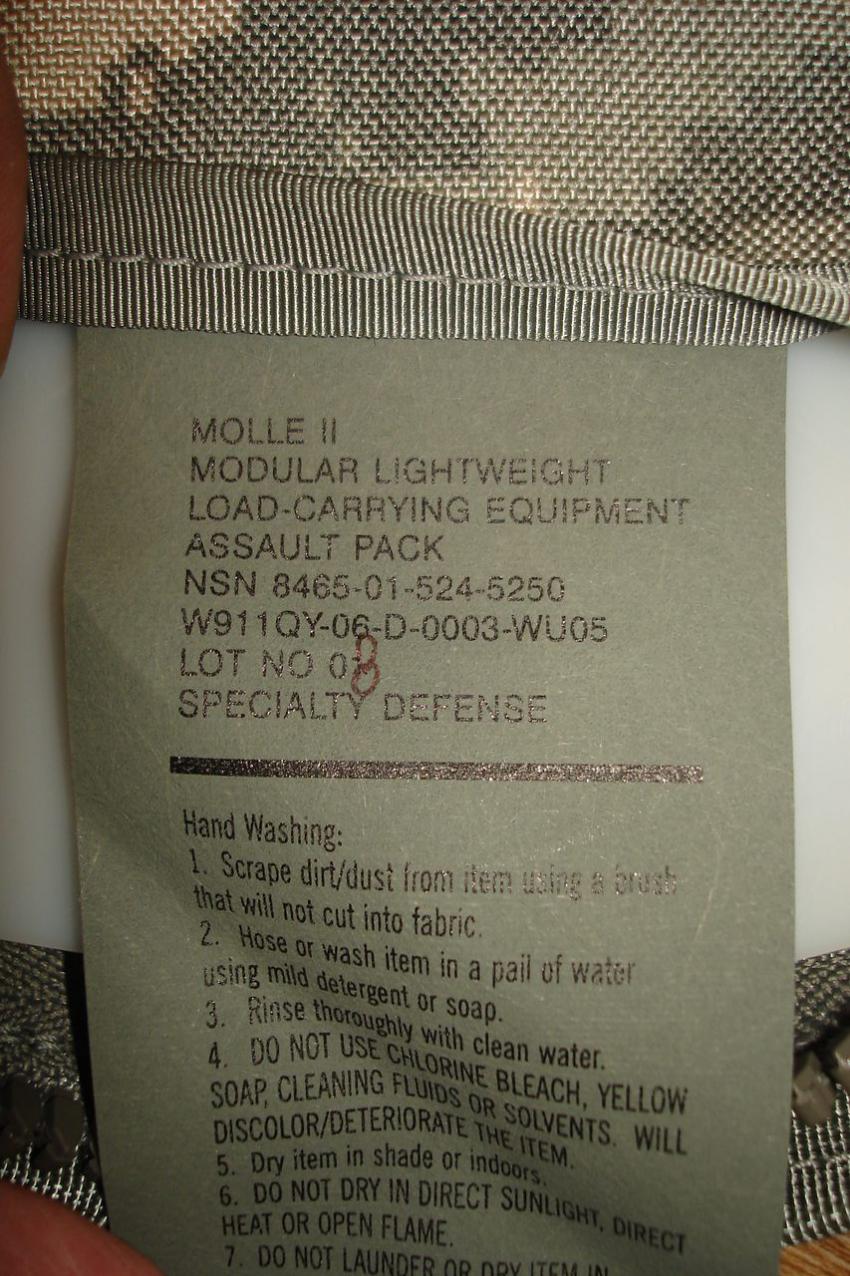 MOLLE II
MODULAR LIGHTWEIGHT
LOAD-CARRYING EQUIPMENT
ASSAULT PACK
NSN 8465-01-524-5250
W911QY-06-D-0003-WU05
LOT NO 08
SPECIALTY DEFENSE
Hand Washing:
1. Scrape dirt/dust from item using a brush
that will not cut into fabric.
2. Hose or wash item in a pail of water
using mild detergent or soap.
3. Rinse thoroughly with clean water.
4. DO NOT USE CHLORINE BLEACH, YELLOW
SOAP, CLEANING FLUIDS OR SOLVENTS. WILL
DISCOLOR/DETERIORATE THE ITEM.
5. Dry item in shade or indoors.
6. DO NOT DRY IN DIRECT SUNLIGHT, DIRECT
HEAT OR OPEN FLAME.
7. DO NOT LAUNDER OR DRY ITEM IN